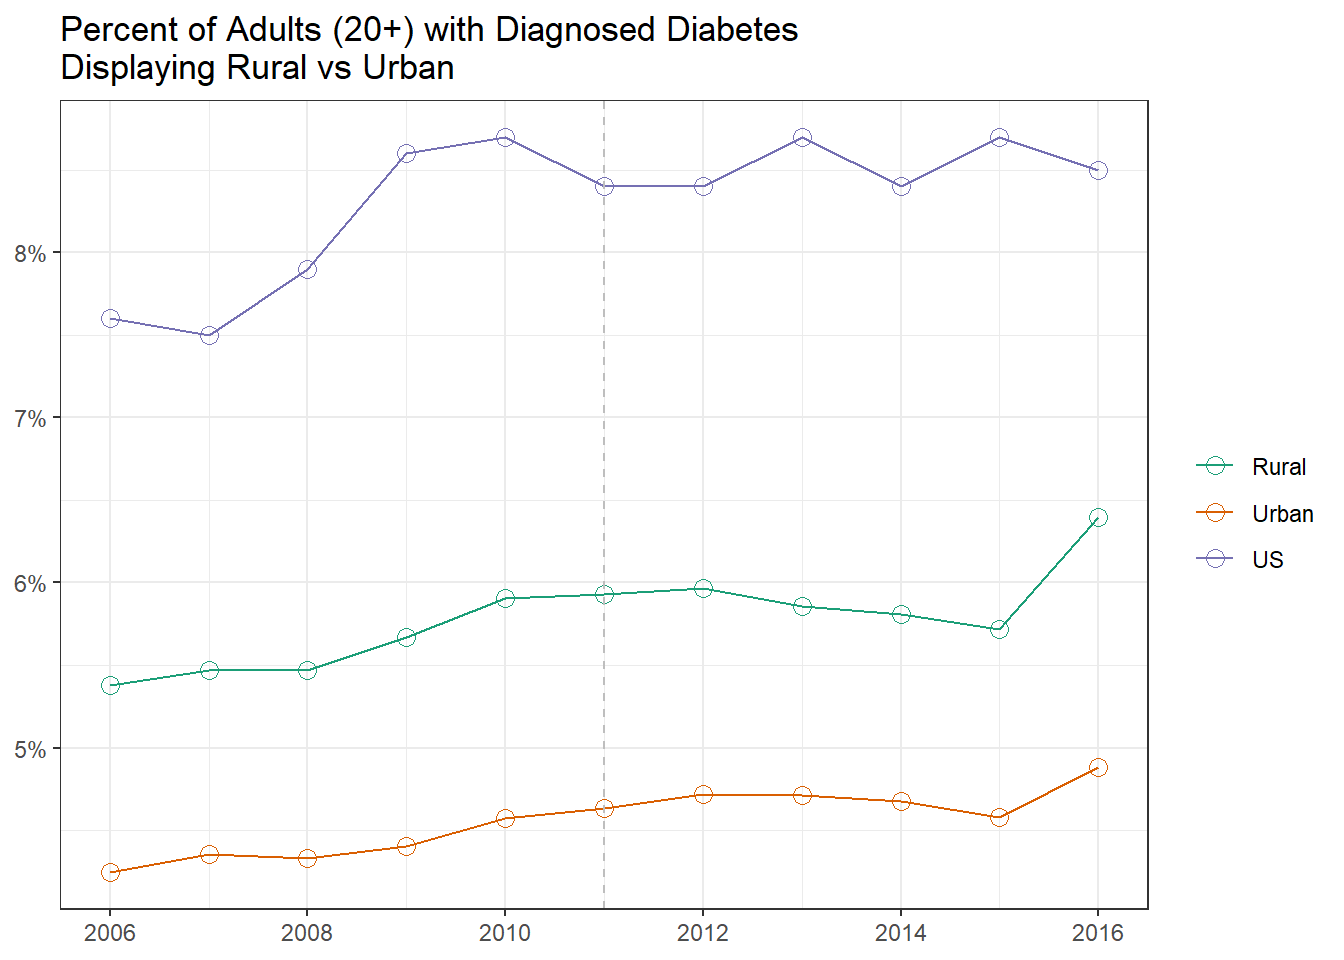 Percent of Adults (20+) with Diagnosed Diabetes
Displaying Rural vs Urban
8%
7%
6%
5%
2006
2008
2010
2012
2014
2016
Rural
Urban
US